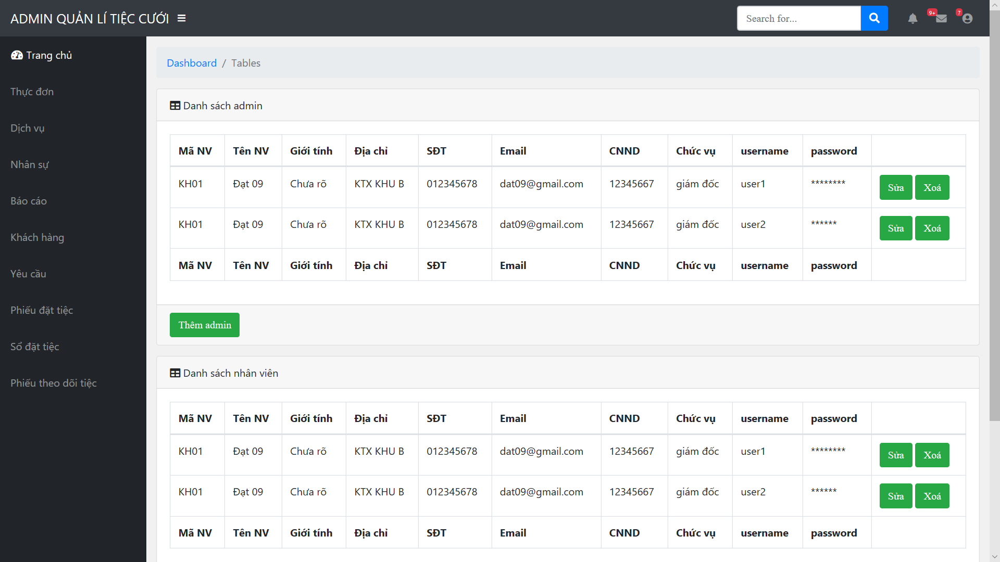 ADMIN QUẢN LÍ TIỆC CƯỚI
Search for...
9+
7
Trang chủ
Thực đơn
Dịch vụ
Nhân sự
Báo cáo
Khách hàng
Yêu cầu
Phiếu đặt tiệc
Sổ đặt tiệc
Phiếu theo dõi tiệc
Dashboard / Tables
Danh sách admin
Mã NV Tên NV Giới tính Địa chỉ SĐT Email CNND Chức vụ username password
KH01 Đạt 09 Chưa rõ KTX KHU B 012345678 dat09@gmail.com 12345667 giám đốc user1 ******** Sửa Xoá
KH01 Đạt 09 Chưa rõ KTX KHU B 012345678 dat09@gmail.com 12345667 giám đốc user2 ****** Sửa Xoá
Mã NV Tên NV Giới tính Địa chỉ SĐT Email CNND Chức vụ username password
Thêm admin
Danh sách nhân viên
Mã NV Tên NV Giới tính Địa chỉ SĐT Email CNND Chức vụ username password
KH01 Đạt 09 Chưa rõ KTX KHU B 012345678 dat09@gmail.com 12345667 giám đốc user1 ******** Sửa Xoá
KH01 Đạt 09 Chưa rõ KTX KHU B 012345678 dat09@gmail.com 12345667 giám đốc user2 ****** Sửa Xoá
Mã NV Tên NV Giới tính Địa chỉ SĐT Email CNND Chức vụ username password